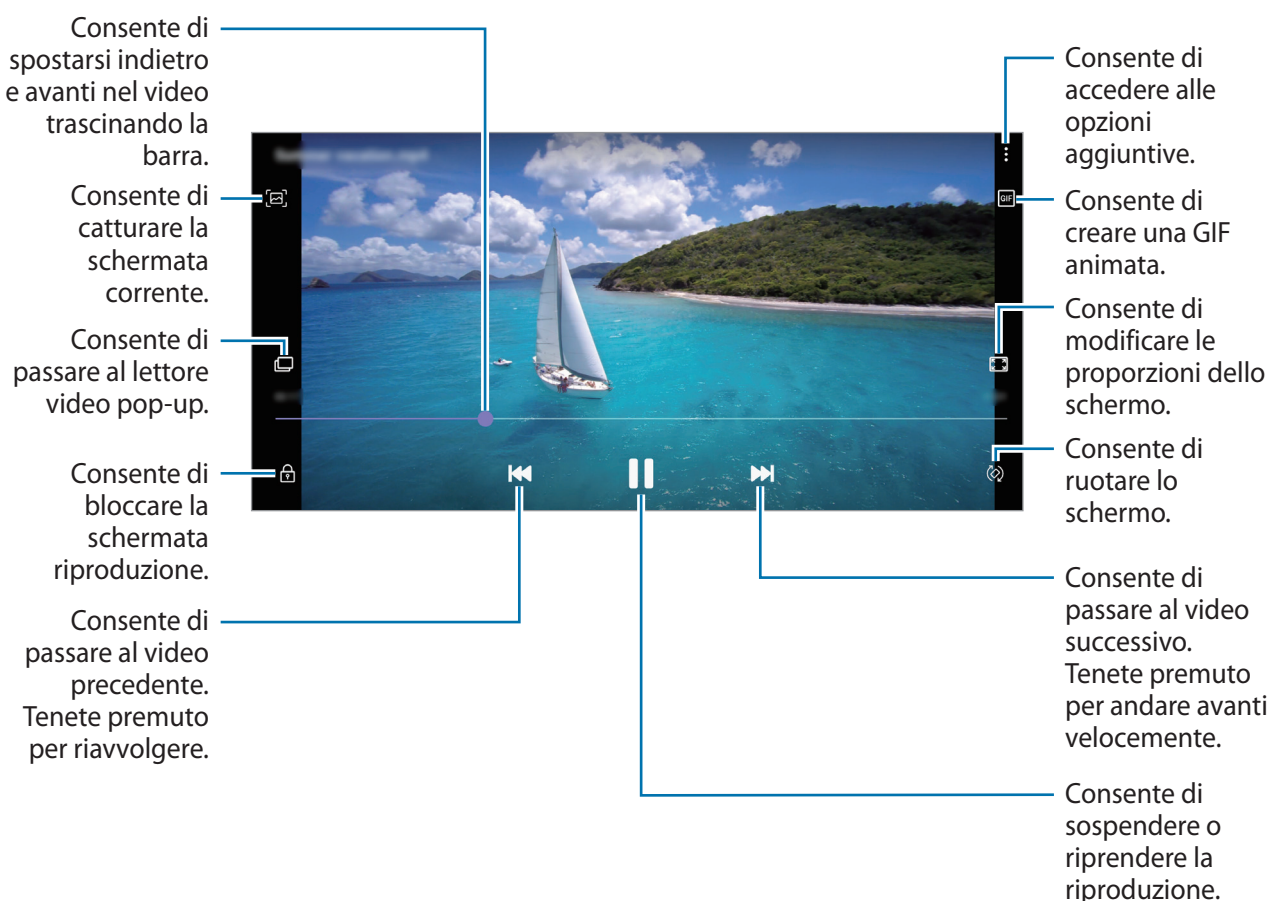 Consente di
spostarsi indietro
e avanti nel video
trascinando la
barra.
Consente di
catturare la
schermata
corrente.
Consente di
passare al lettore
video pop-up.
Consente di
bloccare la
schermata
riproduzione.
Consente di
passare al video
precedente.
Tenete premuto
per riavvolgere.
GIF
Consente di
accedere alle
opzioni
aggiuntive.
Consente di
creare una GIF
animata.
Consente di
modificare le
proporzioni dello
schermo.
Consente di
ruotare lo
schermo.
Consente di
passare al video
successivo.
Tenete premuto
per andare avanti
velocemente.
Consente di
sospendere o
riprendere la
riproduzione.